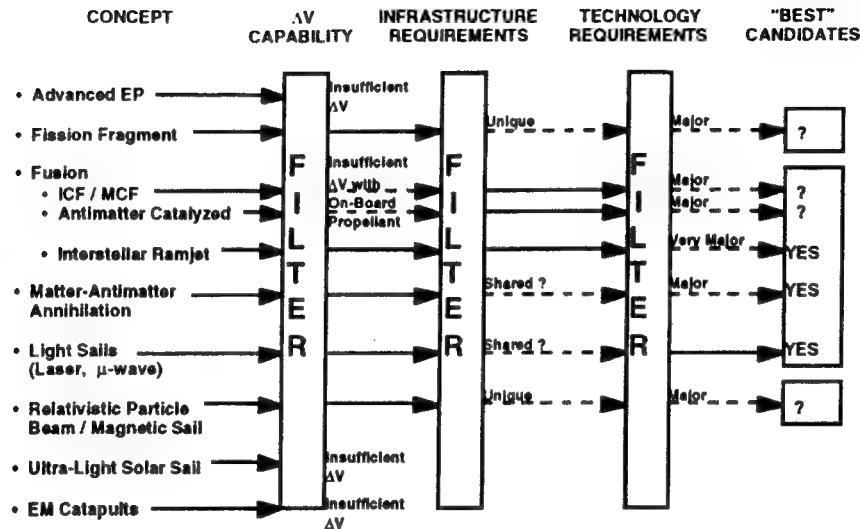 CONCEPT
ΔV
CAPABILITY
INFRASTRUCTURE
REQUIREMENTS
TECHNOLOGY
REQUIREMENTS
"BEST"
CANDIDATES
• Advanced EP
Insufficient
ΔV
• Fission Fragment
Unique
Major
?
• Fusion
Insufficient
• ICF / MCF
ΔV with
Major
?
• Antimatter Catalyzed
On-Board
Major
?
Propellant
• Interstellar Ramjet
Very Major
YES
• Matter-Antimatter
Annihilation
Shared ?
Major
YES
• Light Sails
(Laser, μ-wave)
Shared ?
YES
• Relativistic Particle
Beam / Magnetic Sail
Unique
Major
?
• Ultra-Light Solar Sail
Insufficient
ΔV
• EM Catapults
Insufficient
ΔV
FILTER
FILTER
FILTER